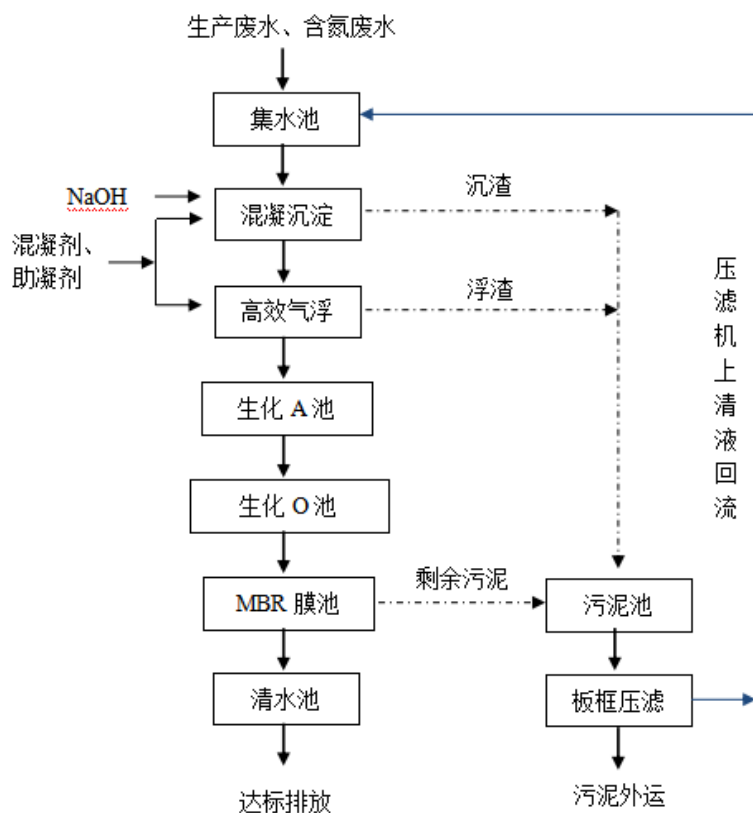 生产废水、含氮废水
集水池
NaOH
混凝沉淀
沉渣
混凝剂、
助凝剂
高效气浮
浮渣
压滤机上清液回流
生化 A 池
生化 O 池
MBR 膜池
剩余污泥
污泥池
清水池
板框压滤
达标排放
污泥外运